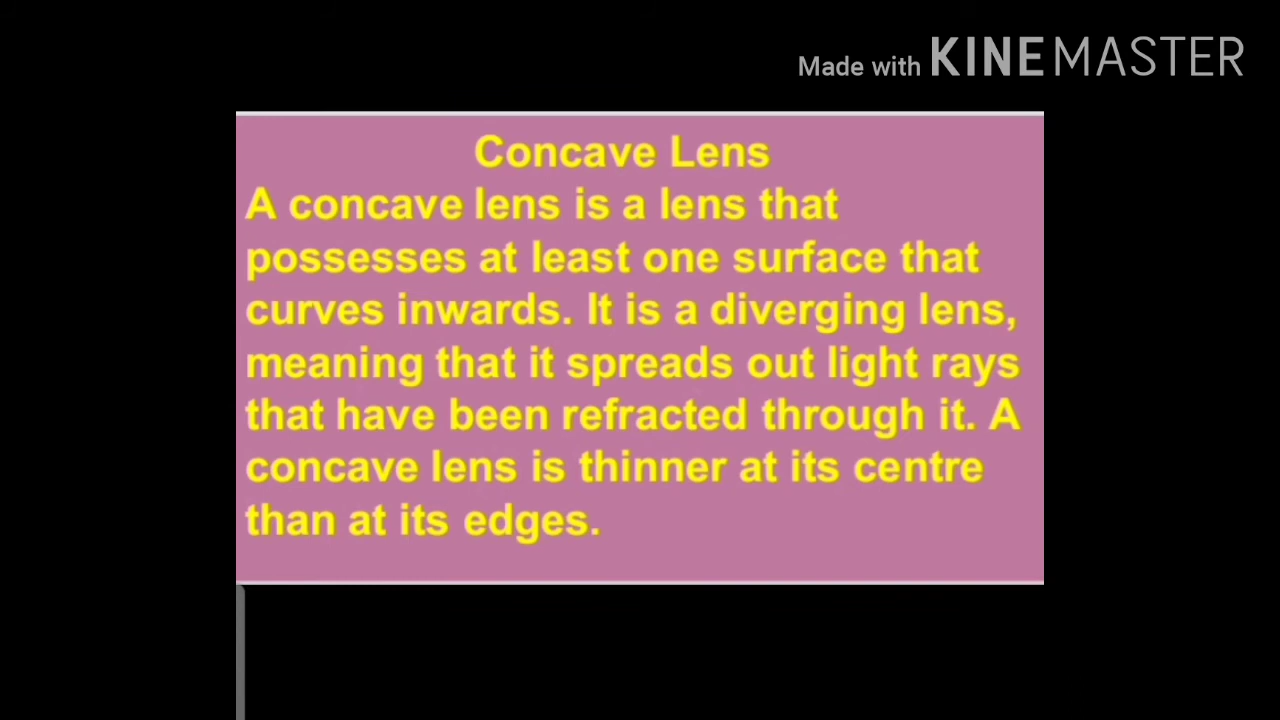 Made with KINEMASTER
Concave Lens
A concave lens is a lens that
possesses at least one surface that
curves inwards. It is a diverging lens,
meaning that it spreads out light rays
that have been refracted through it. A
concave lens is thinner at its centre
than at its edges.